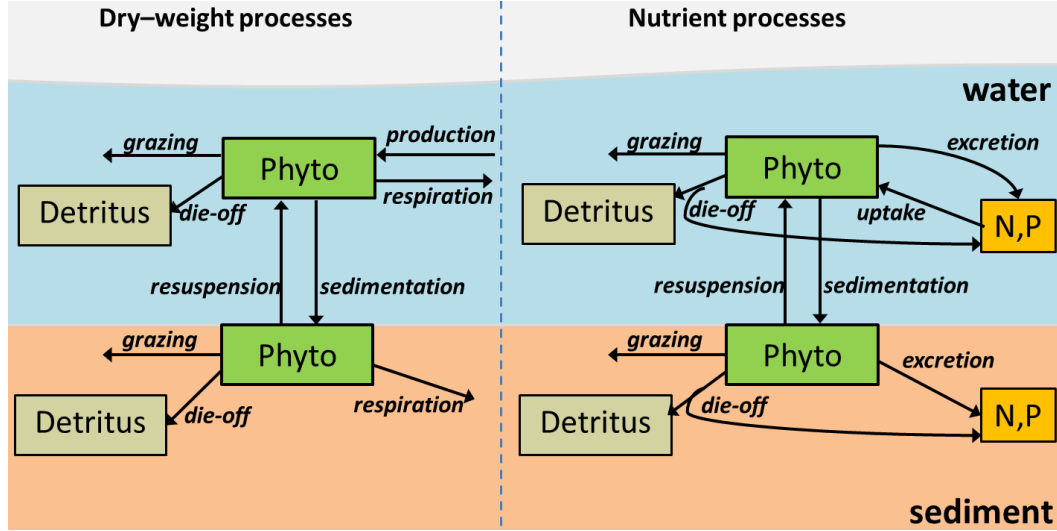 Dry–weight processes
Nutrient processes
water
grazing
production
Phyto
respiration
Detritus
die-off
resuspension
sedimentation
grazing
Phyto
respiration
Detritus
die-off
grazing
Phyto
excretion
Detritus
die-off
uptake
N,P
resuspension
sedimentation
grazing
Phyto
excretion
Detritus
die-off
N,P
sediment